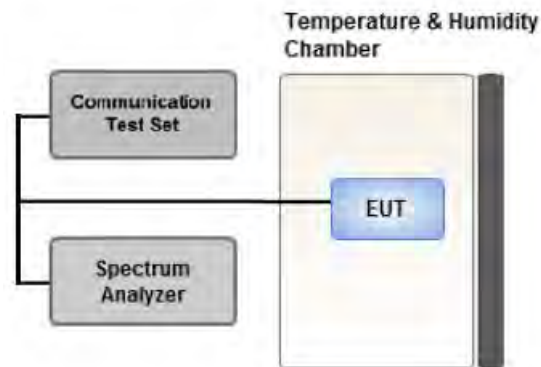 Temperature & Humidity
Chamber
Communication
Test Set
EUT
Spectrum
Analyzer